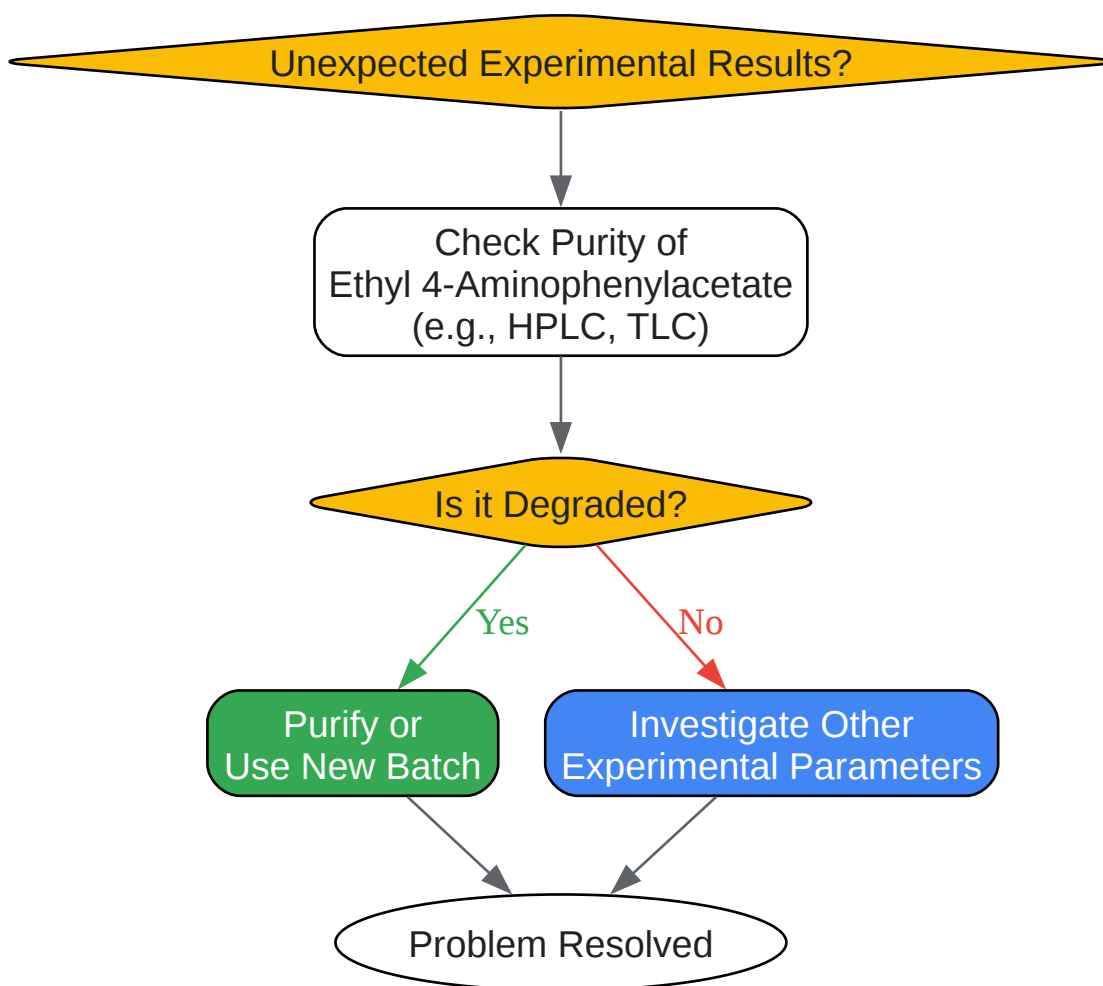 Unexpected Experimental Results?
Check Purity of
Ethyl 4-Aminophenylacetate
(e.g., HPLC, TLC)
Is it Degraded?
Yes
No
Purify or
Use New Batch
Investigate Other
Experimental Parameters
Problem Resolved